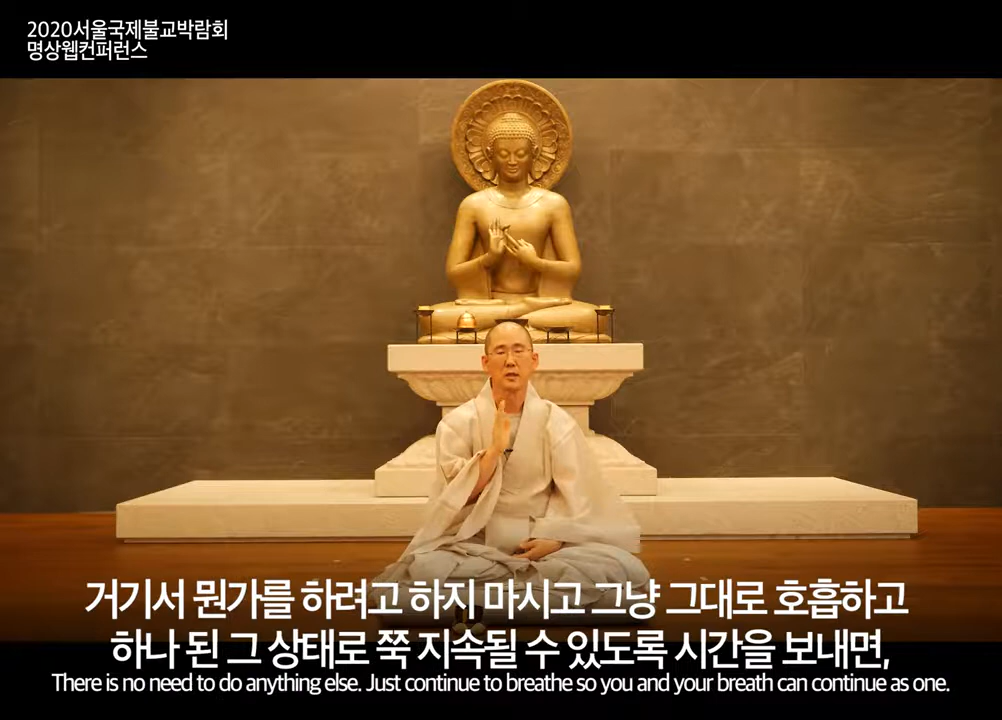 2020서울국제불교박람회
명상웹컨퍼런스
거기서 뭔가를 하려고 하지 마시고 그냥 그대로 호흡하고
하나 된 그 상태로 쭉 지속될 수 있도록 시간을 보내면,
There is no need to do anything else. Just continue to breathe so you and your breath can continue as one.